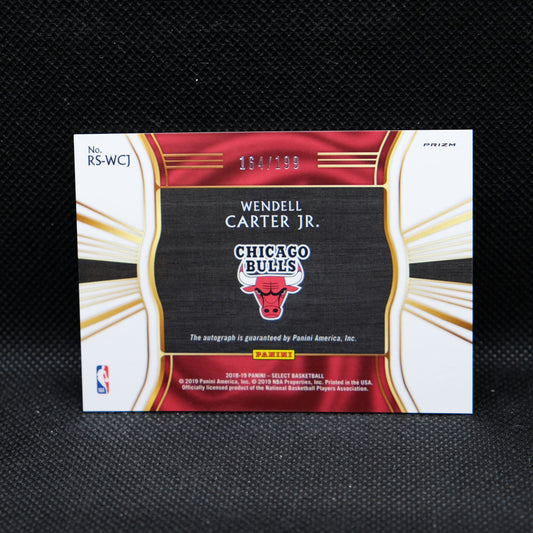 No.
RS-WCJ
PRIZM
164/199
WENDELL
CARTER JR.
CHICAGO
BULLS
The autograph is guaranteed by Panini America, Inc.
PANINI
2018-19 PANINI – SELECT BASKETBALL
© 2019 Panini America, Inc. © 2019 NBA Properties, Inc. Printed in the USA.
Officially licensed product of the National Basketball Players Association.